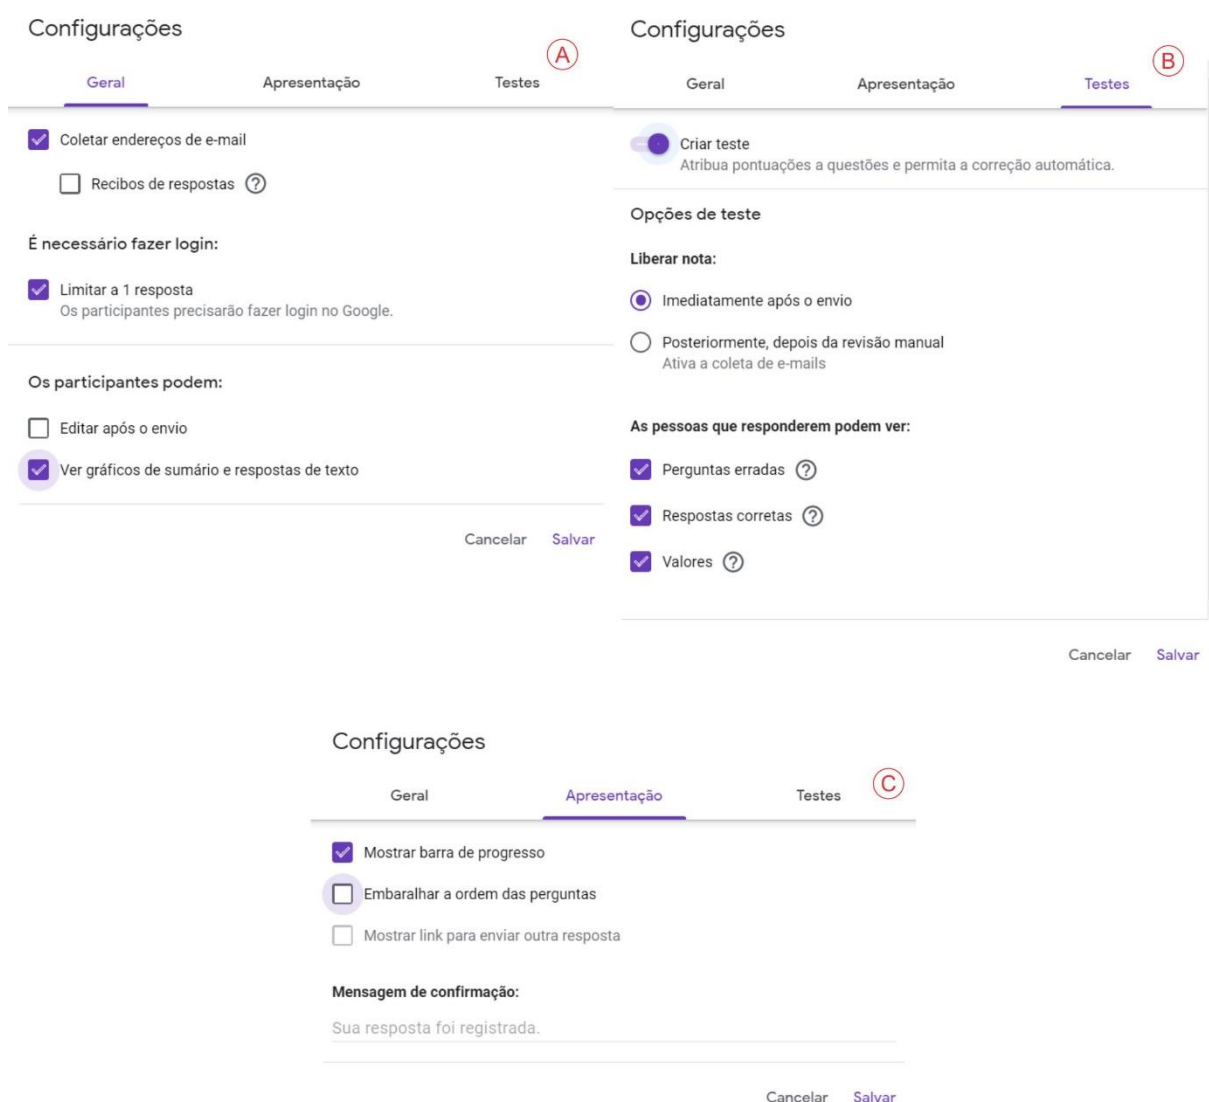 Configurações
A
Geral Apresentação Testes
Coletar endereços de e-mail
Recibos de respostas ?
É necessário fazer login:
Limitar a 1 resposta
Os participantes precisarão fazer login no Google.
Os participantes podem:
Editar após o envio
Ver gráficos de sumário e respostas de texto
Cancelar Salvar
Configurações
B
Geral Apresentação Testes
Criar teste
Atribua pontuações a questões e permita a correção automática.
Opções de teste
Liberar nota:
Imediatamente após o envio
Posteriormente, depois da revisão manual
Ativa a coleta de e-mails
As pessoas que responderem podem ver:
Perguntas erradas ?
Respostas corretas ?
Valores ?
Cancelar Salvar
Configurações
C
Geral Apresentação Testes
Mostrar barra de progresso
Embaralhar a ordem das perguntas
Mostrar link para enviar outra resposta
Mensagem de confirmação:
Sua resposta foi registrada.
Cancelar Salvar